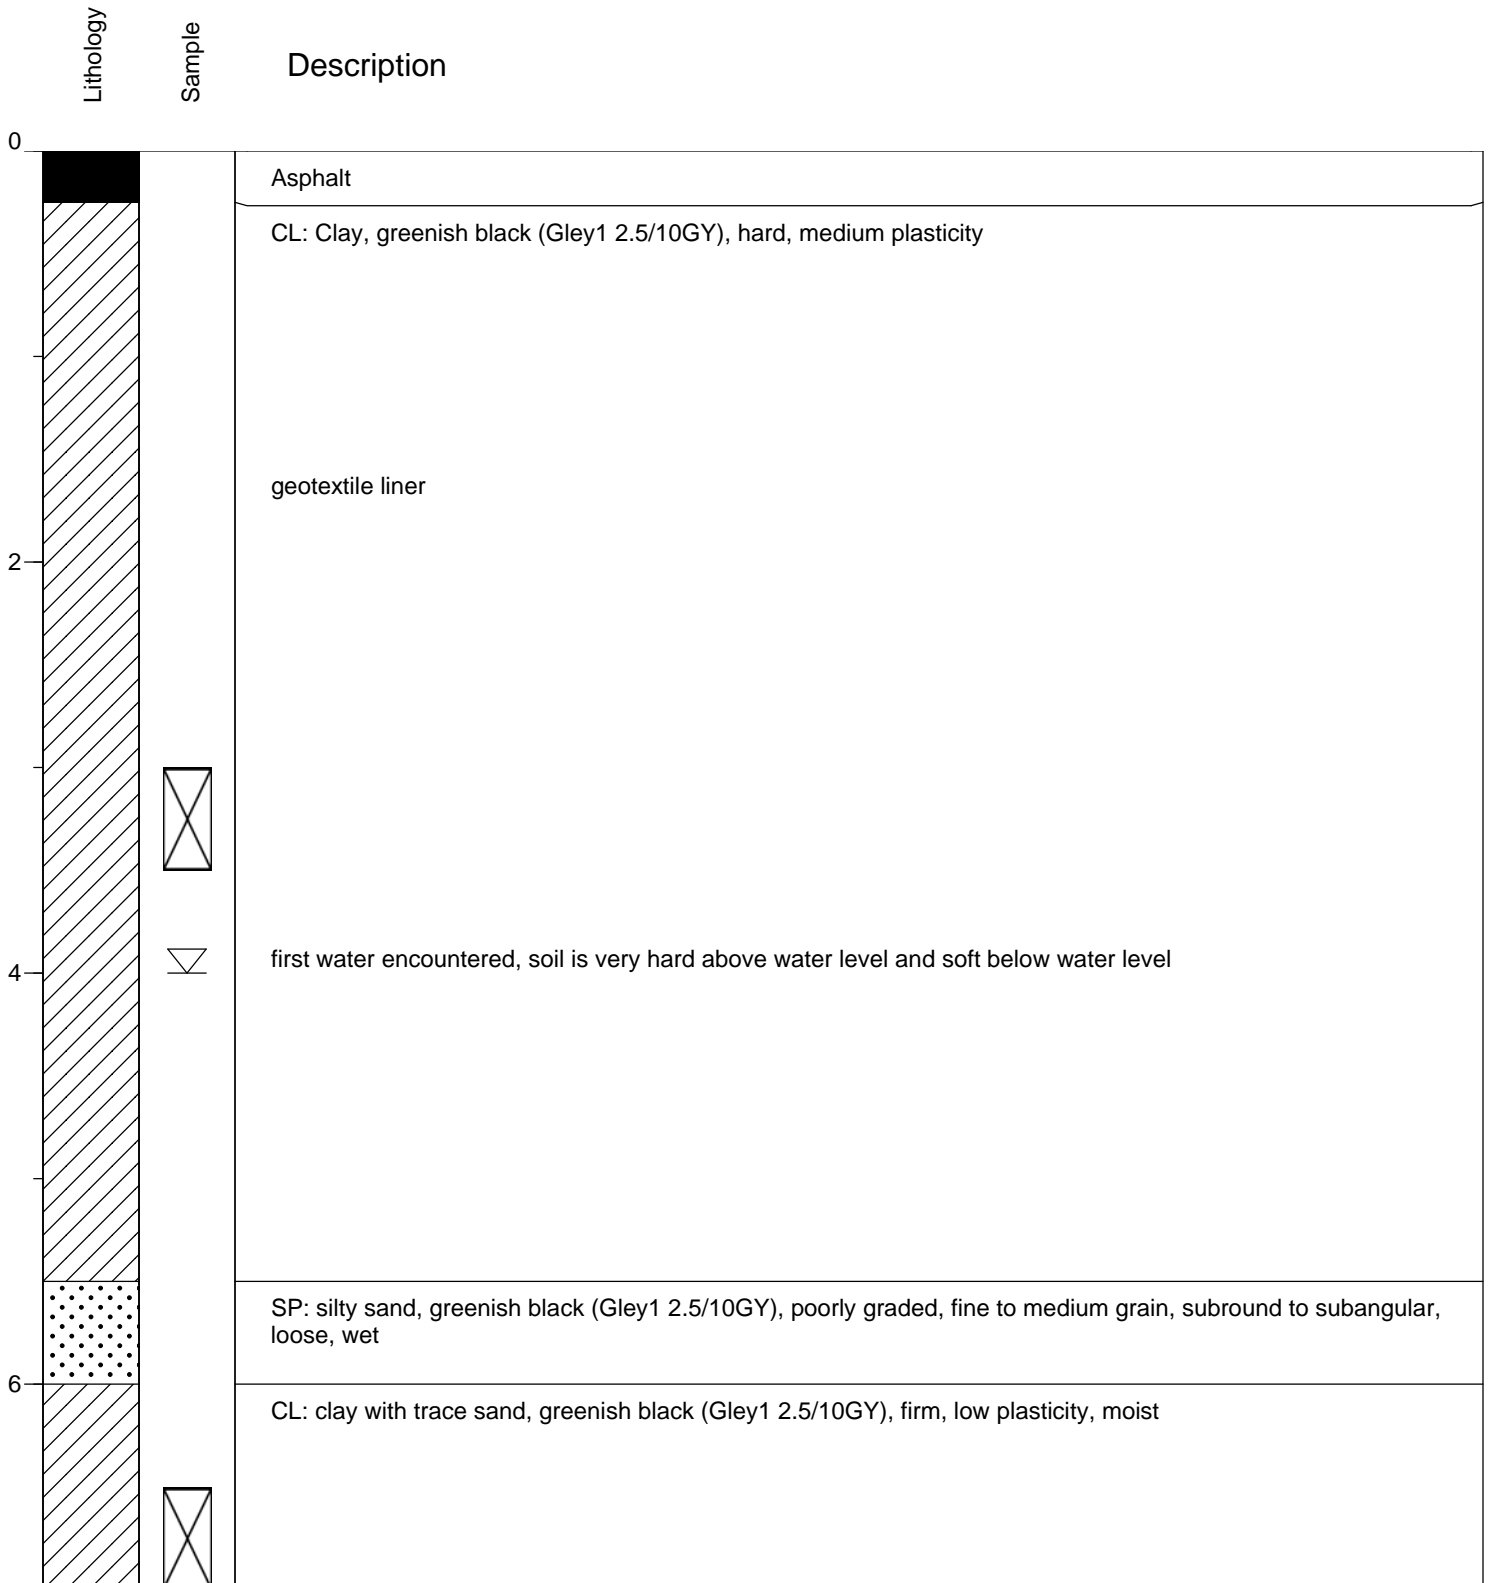 Lithology
Sample
Description
0
Asphalt
CL: Clay, greenish black (Gley1 2.5/10GY), hard, medium plasticity
geotextile liner
2
first water encountered, soil is very hard above water level and soft below water level
4
SP: silty sand, greenish black (Gley1 2.5/10GY), poorly graded, fine to medium grain, subround to subangular,
loose, wet
6
CL: clay with trace sand, greenish black (Gley1 2.5/10GY), firm, low plasticity, moist